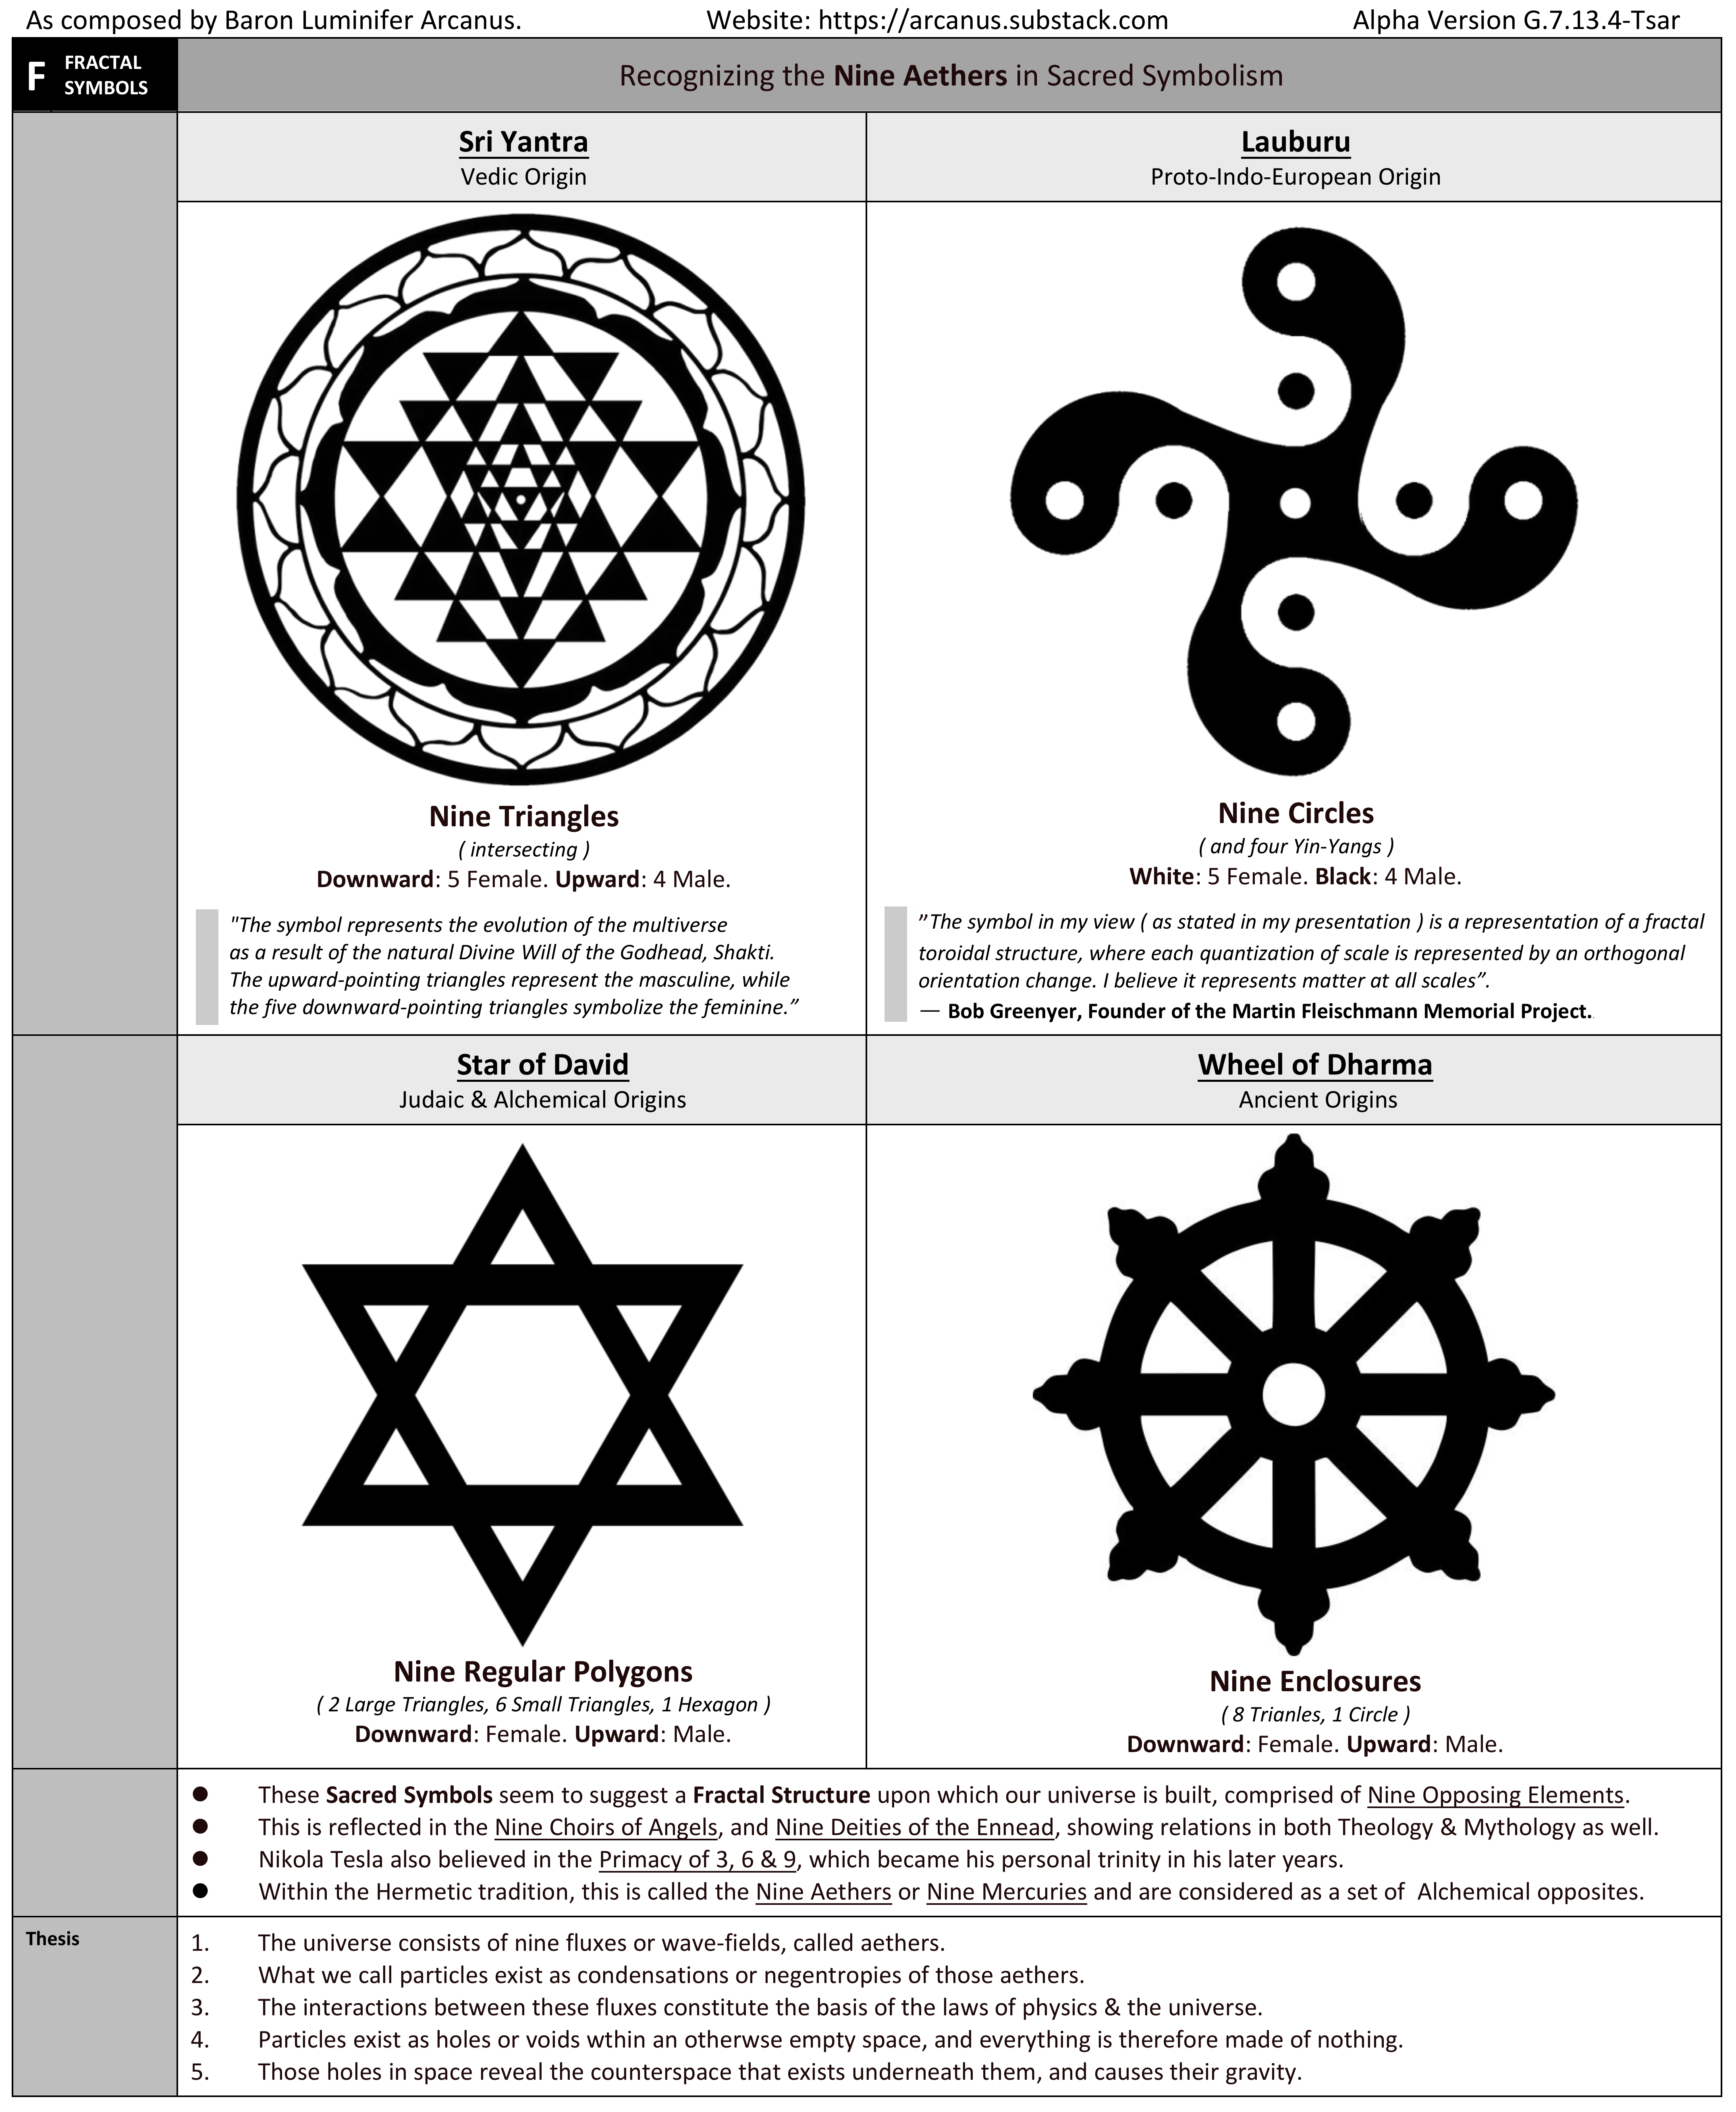 As composed by Baron Luminifer Arcanus. Website: https://arcanus.substack.com Alpha Version G.7.13.4-Tsar
F FRACTAL
SYMBOLS
Recognizing the Nine Aethers in Sacred Symbolism
Sri Yantra
Vedic Origin
Nine Triangles
( intersecting )
Downward: 5 Female. Upward: 4 Male.
"The symbol represents the evolution of the multiverse
as a result of the natural Divine Will of the Godhead, Shakti.
The upward-pointing triangles represent the masculine, while
the five downward-pointing triangles symbolize the feminine.”
Lauburu
Proto-Indo-European Origin
Nine Circles
( and four Yin-Yangs )
White: 5 Female. Black: 4 Male.
”The symbol in my view ( as stated in my presentation ) is a representation of a fractal
toroidal structure, where each quantization of scale is represented by an orthogonal
orientation change. I believe it represents matter at all scales”.
— Bob Greenyer, Founder of the Martin Fleischmann Memorial Project.
Star of David
Judaic & Alchemical Origins
Nine Regular Polygons
( 2 Large Triangles, 6 Small Triangles, 1 Hexagon )
Downward: Female. Upward: Male.
Wheel of Dharma
Ancient Origins
Nine Enclosures
( 8 Trianles, 1 Circle )
Downward: Female. Upward: Male.
● These Sacred Symbols seem to suggest a Fractal Structure upon which our universe is built, comprised of Nine Opposing Elements.
● This is reflected in the Nine Choirs of Angels, and Nine Deities of the Ennead, showing relations in both Theology & Mythology as well.
● Nikola Tesla also believed in the Primacy of 3, 6 & 9, which became his personal trinity in his later years.
● Within the Hermetic tradition, this is called the Nine Aethers or Nine Mercuries and are considered as a set of Alchemical opposites.
Thesis
1. The universe consists of nine fluxes or wave-fields, called aethers.
2. What we call particles exist as condensations or negentropies of those aethers.
3. The interactions between these fluxes constitute the basis of the laws of physics & the universe.
4. Particles exist as holes or voids wthin an otherwse empty space, and everything is therefore made of nothing.
5. Those holes in space reveal the counterspace that exists underneath them, and causes their gravity.